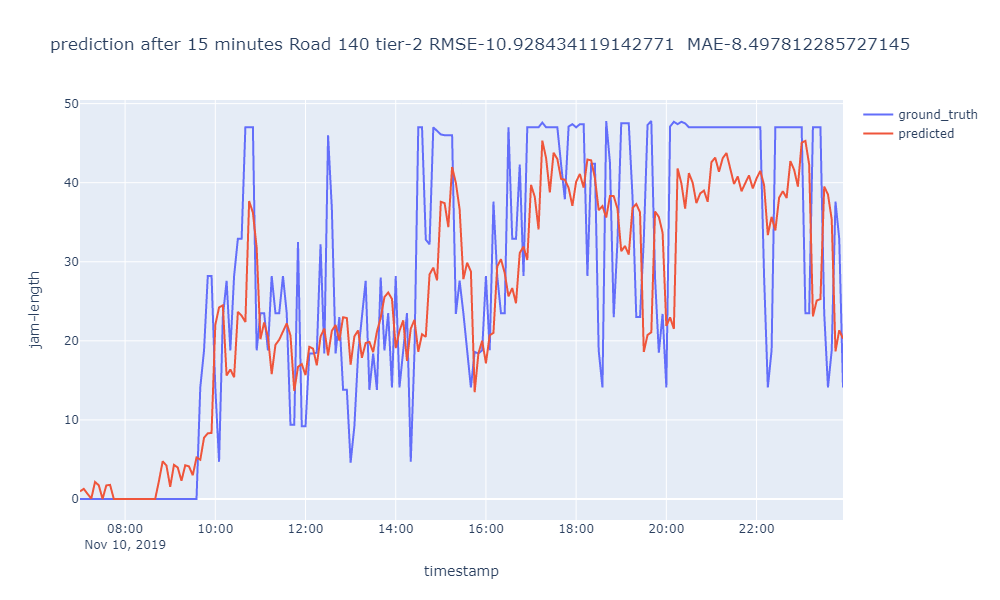 prediction after 15 minutes Road 140 tier-2 RMSE-10.928434119142771  MAE-8.497812285727145
ground_truth
predicted
jam-length
50
40
30
20
10
0
08:00 10:00 12:00 14:00 16:00 18:00 20:00 22:00
Nov 10, 2019
timestamp